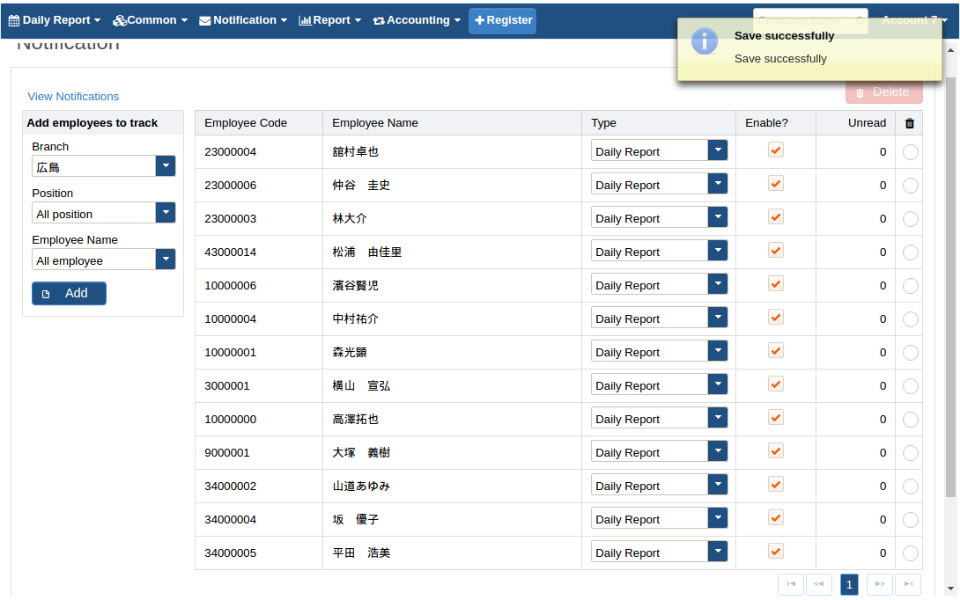 Daily Report Common Notification Report Accounting Register Company name Account 7
Notification
Save successfully
Save successfully
Delete
View Notifications
Add employees to track
Branch
広島
Position
All position
Employee Name
All employee
Add
Employee Code Employee Name Type Enable? Unread
23000004 舘村卓也 Daily Report 0
23000006 仲谷　圭史 Daily Report 0
23000003 林大介 Daily Report 0
43000014 松浦　由佳里 Daily Report 0
10000006 濱谷賢児 Daily Report 0
10000004 中村祐介 Daily Report 0
10000001 森光顕 Daily Report 0
3000001 横山　宣弘 Daily Report 0
10000000 高澤拓也 Daily Report 0
9000001 大塚　義樹 Daily Report 0
34000002 山道あゆみ Daily Report 0
34000004 坂　優子 Daily Report 0
34000005 平田　浩美 Daily Report 0
1